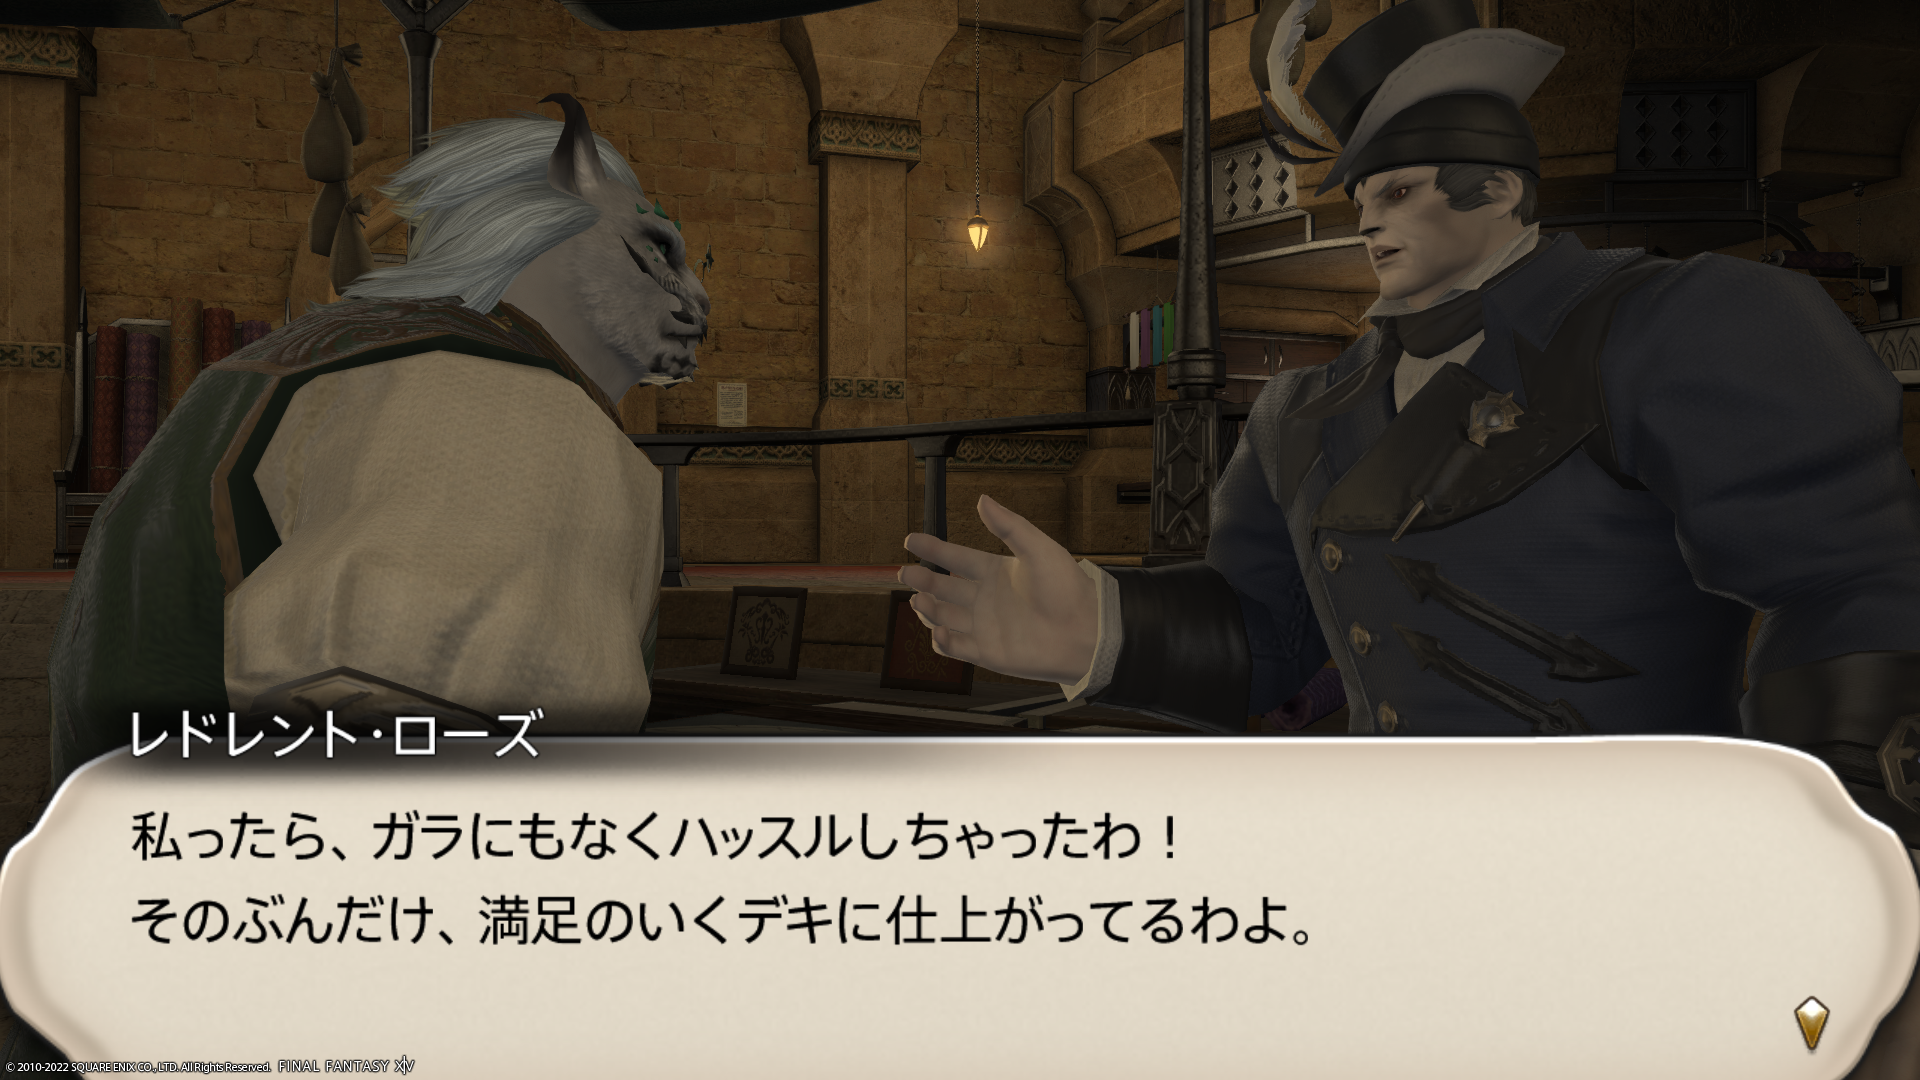 レドレント・ローズ
私ったら、ガラにもなくハッスルしちゃったわ！
そのぶんだけ、満足のいくデキに仕上がってるわよ。
© 2010-2022 SQUARE ENIX CO., LTD. All Rights Reserved. FINAL FANTASY XIV